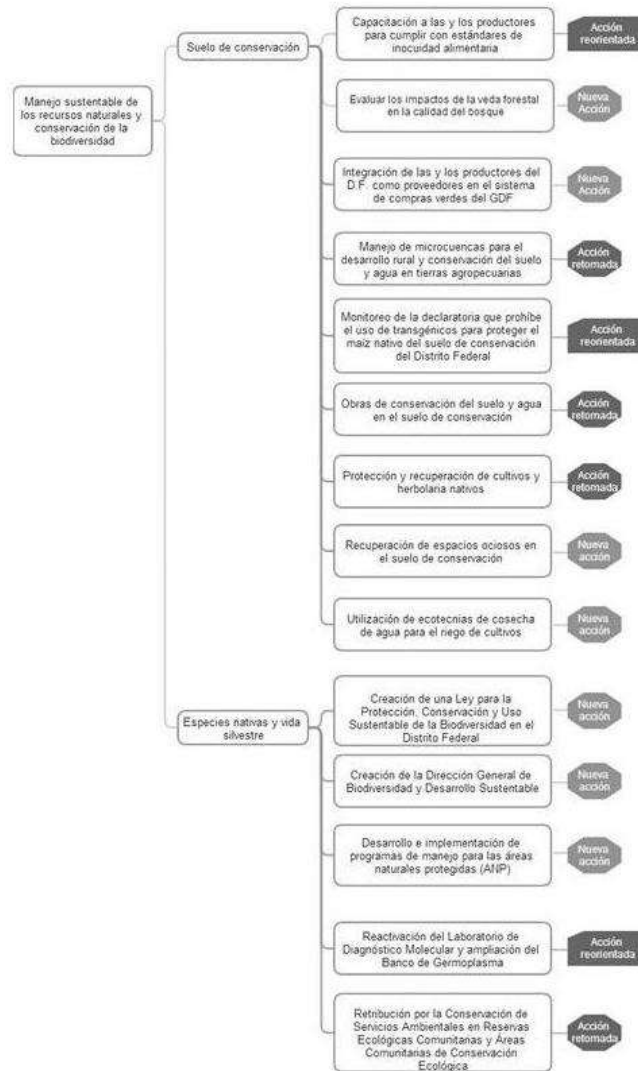 Manejo sustentable de
los recursos naturales y
conservación de la
biodiversidad
Suelo de conservación
Capacitación a las y los productores
para cumplir con estándares de
inocuidad alimentaria
Acción
reorientada
Evaluar los impactos de la veda forestal
en la calidad del bosque
Nueva
Acción
Integración de las y los productores del
D.F. como proveedores en el sistema
de compras verdes del GDF
Nueva
Acción
Manejo de microcuencas para el
desarrollo rural y conservación del suelo
y agua en tierras agropecuarias
Acción
retomada
Monitoreo de la declaratoria que prohíbe
el uso de transgénicos para proteger el
maíz nativo del suelo de conservación
del Distrito Federal
Acción
reorientada
Obras de conservación del suelo y agua
en el suelo de conservación
Acción
retomada
Protección y recuperación de cultivos y
herbolaria nativos
Acción
retomada
Recuperación de espacios ociosos en
el suelo de conservación
Nueva
acción
Utilización de ecotecnias de cosecha
de agua para el riego de cultivos
Nueva
acción
Especies nativas y vida
silvestre
Creación de una Ley para la
Protección, Conservación y Uso
Sustentable de la Biodiversidad en el
Distrito Federal
Nueva
acción
Creación de la Dirección General de
Biodiversidad y Desarrollo Sustentable
Nueva
acción
Desarrollo e implementación de
programas de manejo para las áreas
naturales protegidas (ANP)
Nueva
acción
Reactivación del Laboratorio de
Diagnóstico Molecular y ampliación del
Banco de Germoplasma
Acción
reorientada
Retribución por la Conservación de
Servicios Ambientales en Reservas
Ecológicas Comunitarias y Áreas
Comunitarias de Conservación
Ecológica
Acción
retomada